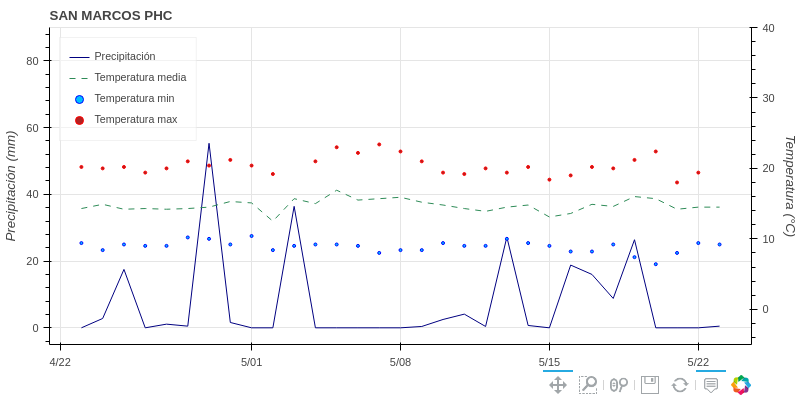 SAN MARCOS PHC
Precipitación
Temperatura media
Temperatura min
Temperatura max
Precipitación (mm)
80
60
40
20
0
Temperatura (°C)
40
30
20
10
0
4/22 5/01 5/08 5/15 5/22